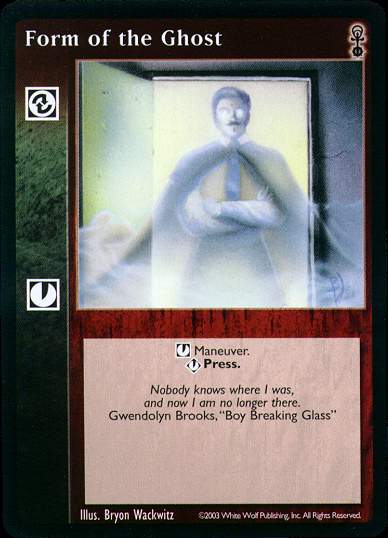 Form of the Ghost
Maneuver.
Press.
Nobody knows where I was,
and now I am no longer there.
Gwendolyn Brooks, "Boy Breaking Glass"
Illus. Bryon Wackwitz
©2003 White Wolf Publishing, Inc. All Rights Reserved.